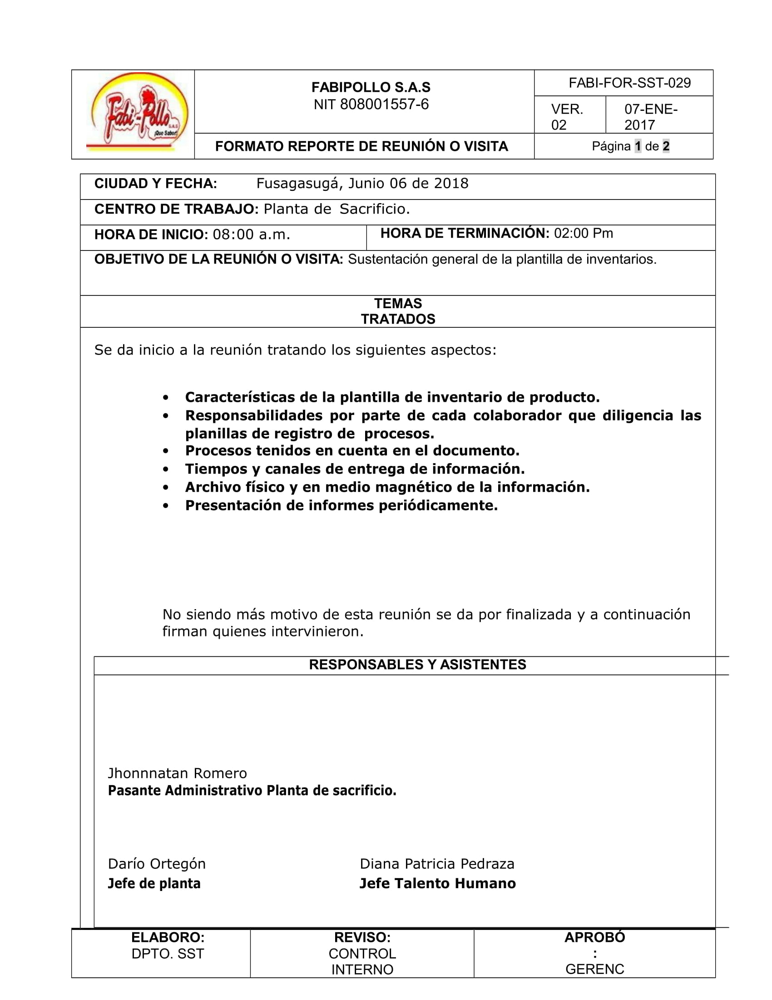 Fabi-Pollo
S.A.S
¡Que Sabor!
FABIPOLLO S.A.S
NIT 808001557-6
FABI-FOR-SST-029
VER.
02
07-ENE-
2017
FORMATO REPORTE DE REUNIÓN O VISITA
Página 1 de 2
CIUDAD Y FECHA: Fusagasugá, Junio 06 de 2018
CENTRO DE TRABAJO: Planta de Sacrificio.
HORA DE INICIO: 08:00 a.m.
HORA DE TERMINACIÓN: 02:00 Pm
OBJETIVO DE LA REUNIÓN O VISITA: Sustentación general de la plantilla de inventarios.
TEMAS
TRATADOS
Se da inicio a la reunión tratando los siguientes aspectos:
• Características de la plantilla de inventario de producto.
• Responsabilidades por parte de cada colaborador que diligencia las
planillas de registro de procesos.
• Procesos tenidos en cuenta en el documento.
• Tiempos y canales de entrega de información.
• Archivo físico y en medio magnético de la información.
• Presentación de informes periódicamente.
No siendo más motivo de esta reunión se da por finalizada y a continuación
firman quienes intervinieron.
RESPONSABLES Y ASISTENTES
Jhonnnatan Romero
Pasante Administrativo Planta de sacrificio.
Darío Ortegón
Jefe de planta
Diana Patricia Pedraza
Jefe Talento Humano
ELABORO:
DPTO. SST
REVISO:
CONTROL
INTERNO
APROBÓ
:
GERENC